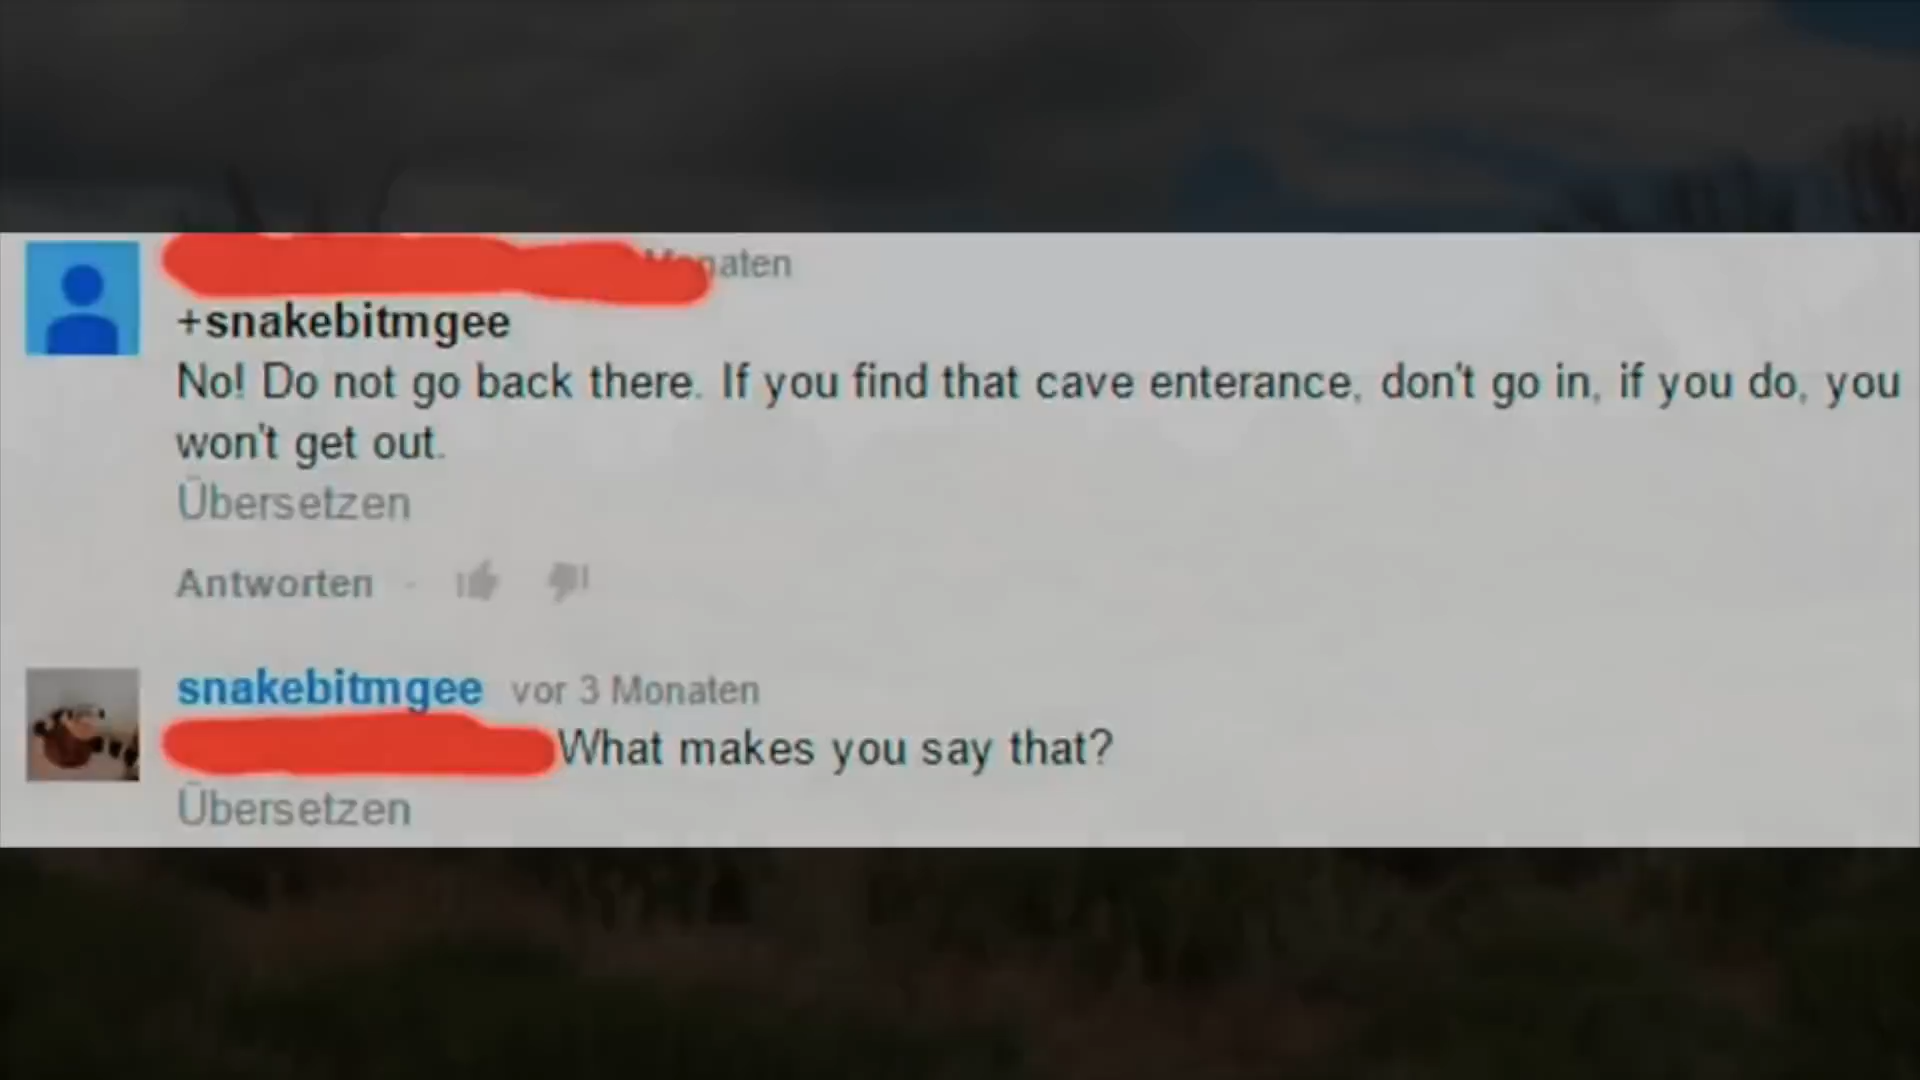 Monaten
+snakebitmgee
No! Do not go back there. If you find that cave enterance, don't go in, if you do, you
won't get out.
Übersetzen
Antworten
snakebitmgee vor 3 Monaten
What makes you say that?
Übersetzen